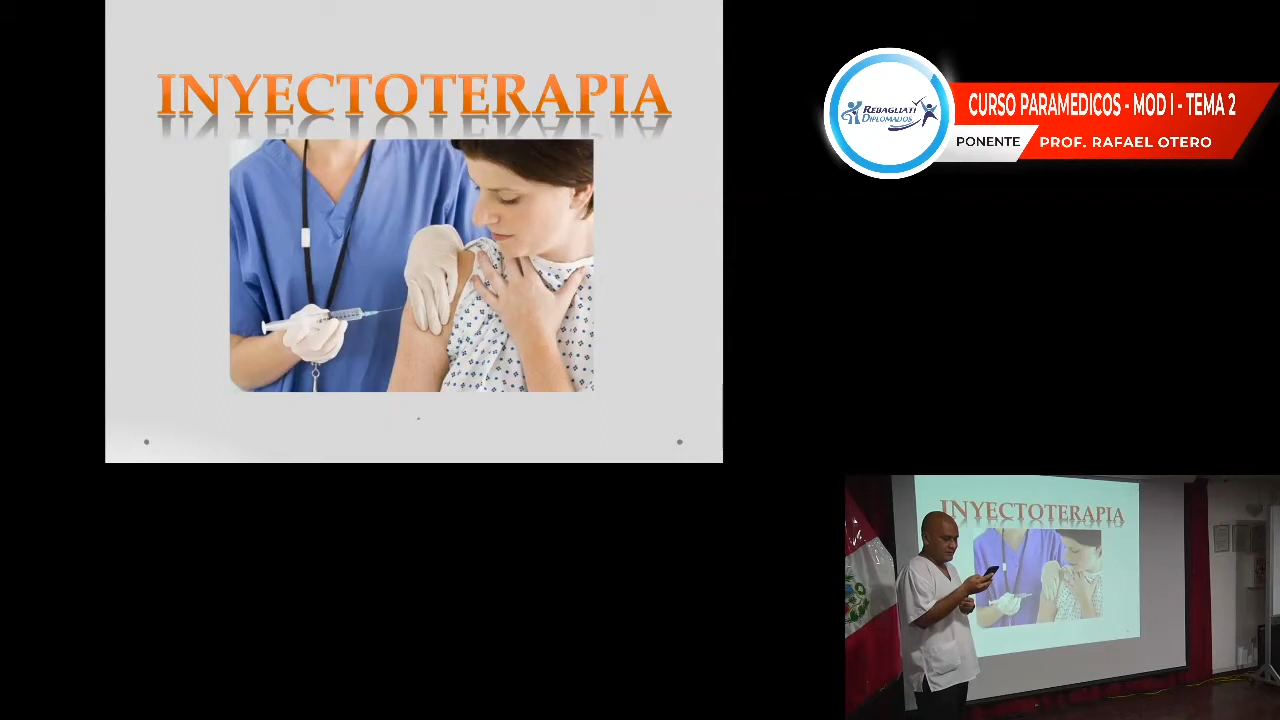 INYECTOTERAPIA
REBAGLIATI
DIPLOMADOS
CURSO PARAMEDICOS - MOD I - TEMA 2
PONENTE
PROF. RAFAEL OTERO
INYECTOTERAPIA